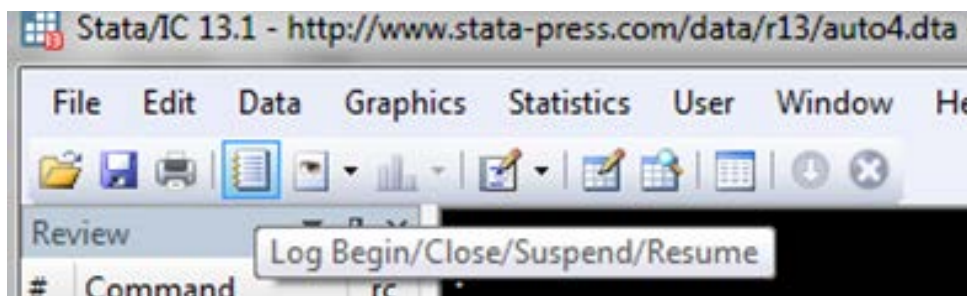 Stata/IC 13.1 - http://www.stata-press.com/data/r13/auto4.dta
File Edit Data Graphics Statistics User Window He
Review
Log Begin/Close/Suspend/Resume
# Command rc